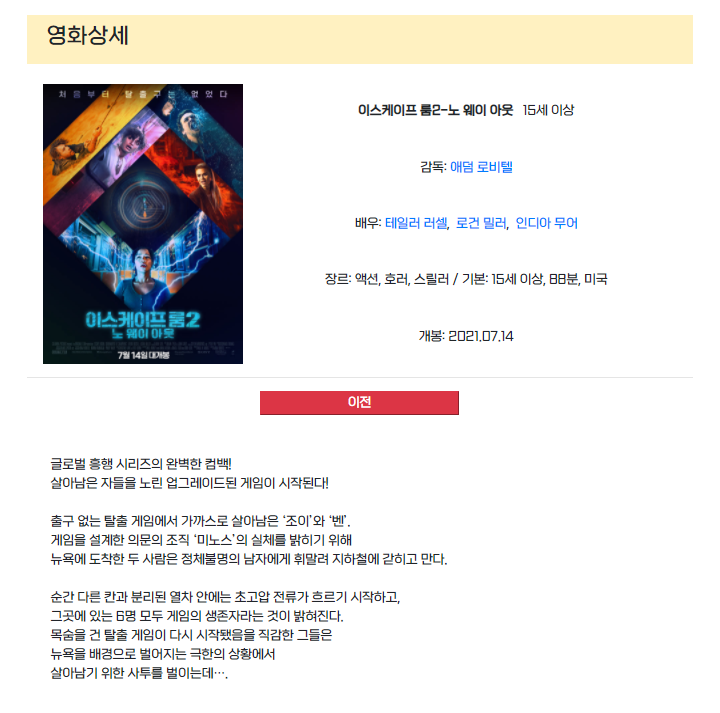 영화상세
처음부터 탈출구는 없었다
이스케이프 룸2
노 웨이 아웃
7월 14일 대개봉
이스케이프 룸2-노 웨이 아웃 15세 이상
감독: 애덤 로비텔
배우: 테일러 러셀, 로건 밀러, 인디아 무어
장르: 액션, 호러, 스릴러 / 기본: 15세 이상, 88분, 미국
개봉: 2021.07.14
이전
글로벌 흥행 시리즈의 완벽한 컴백!
살아남은 자들을 노린 업그레이드된 게임이 시작된다!
출구 없는 탈출 게임에서 가까스로 살아남은 ‘조이’와 ‘벤’.
게임을 설계한 의문의 조직 ‘미노스’의 실체를 밝히기 위해
뉴욕에 도착한 두 사람은 정체불명의 남자에게 휘말려 지하철에 갇히고 만다.
순간 다른 칸과 분리된 열차 안에는 초고압 전류가 흐르기 시작하고,
그곳에 있는 6명 모두 게임의 생존자라는 것이 밝혀진다.
목숨을 건 탈출 게임이 다시 시작됐음을 직감한 그들은
뉴욕을 배경으로 벌어지는 극한의 상황에서
살아남기 위한 사투를 벌이는데….